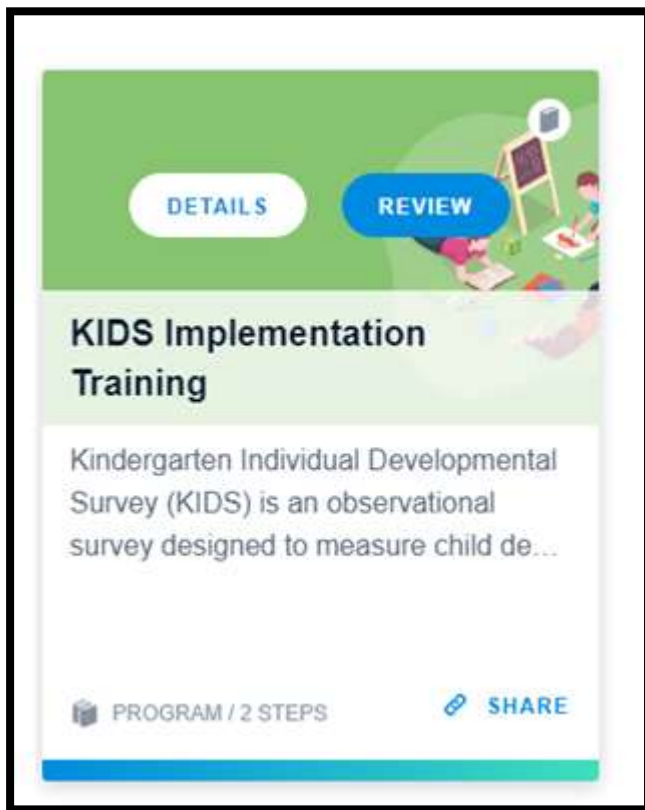 DETAILS
REVIEW
KIDS Implementation
Training
Kindergarten Individual Developmental
Survey (KIDS) is an observational
survey designed to measure child de...
PROGRAM / 2 STEPS
SHARE